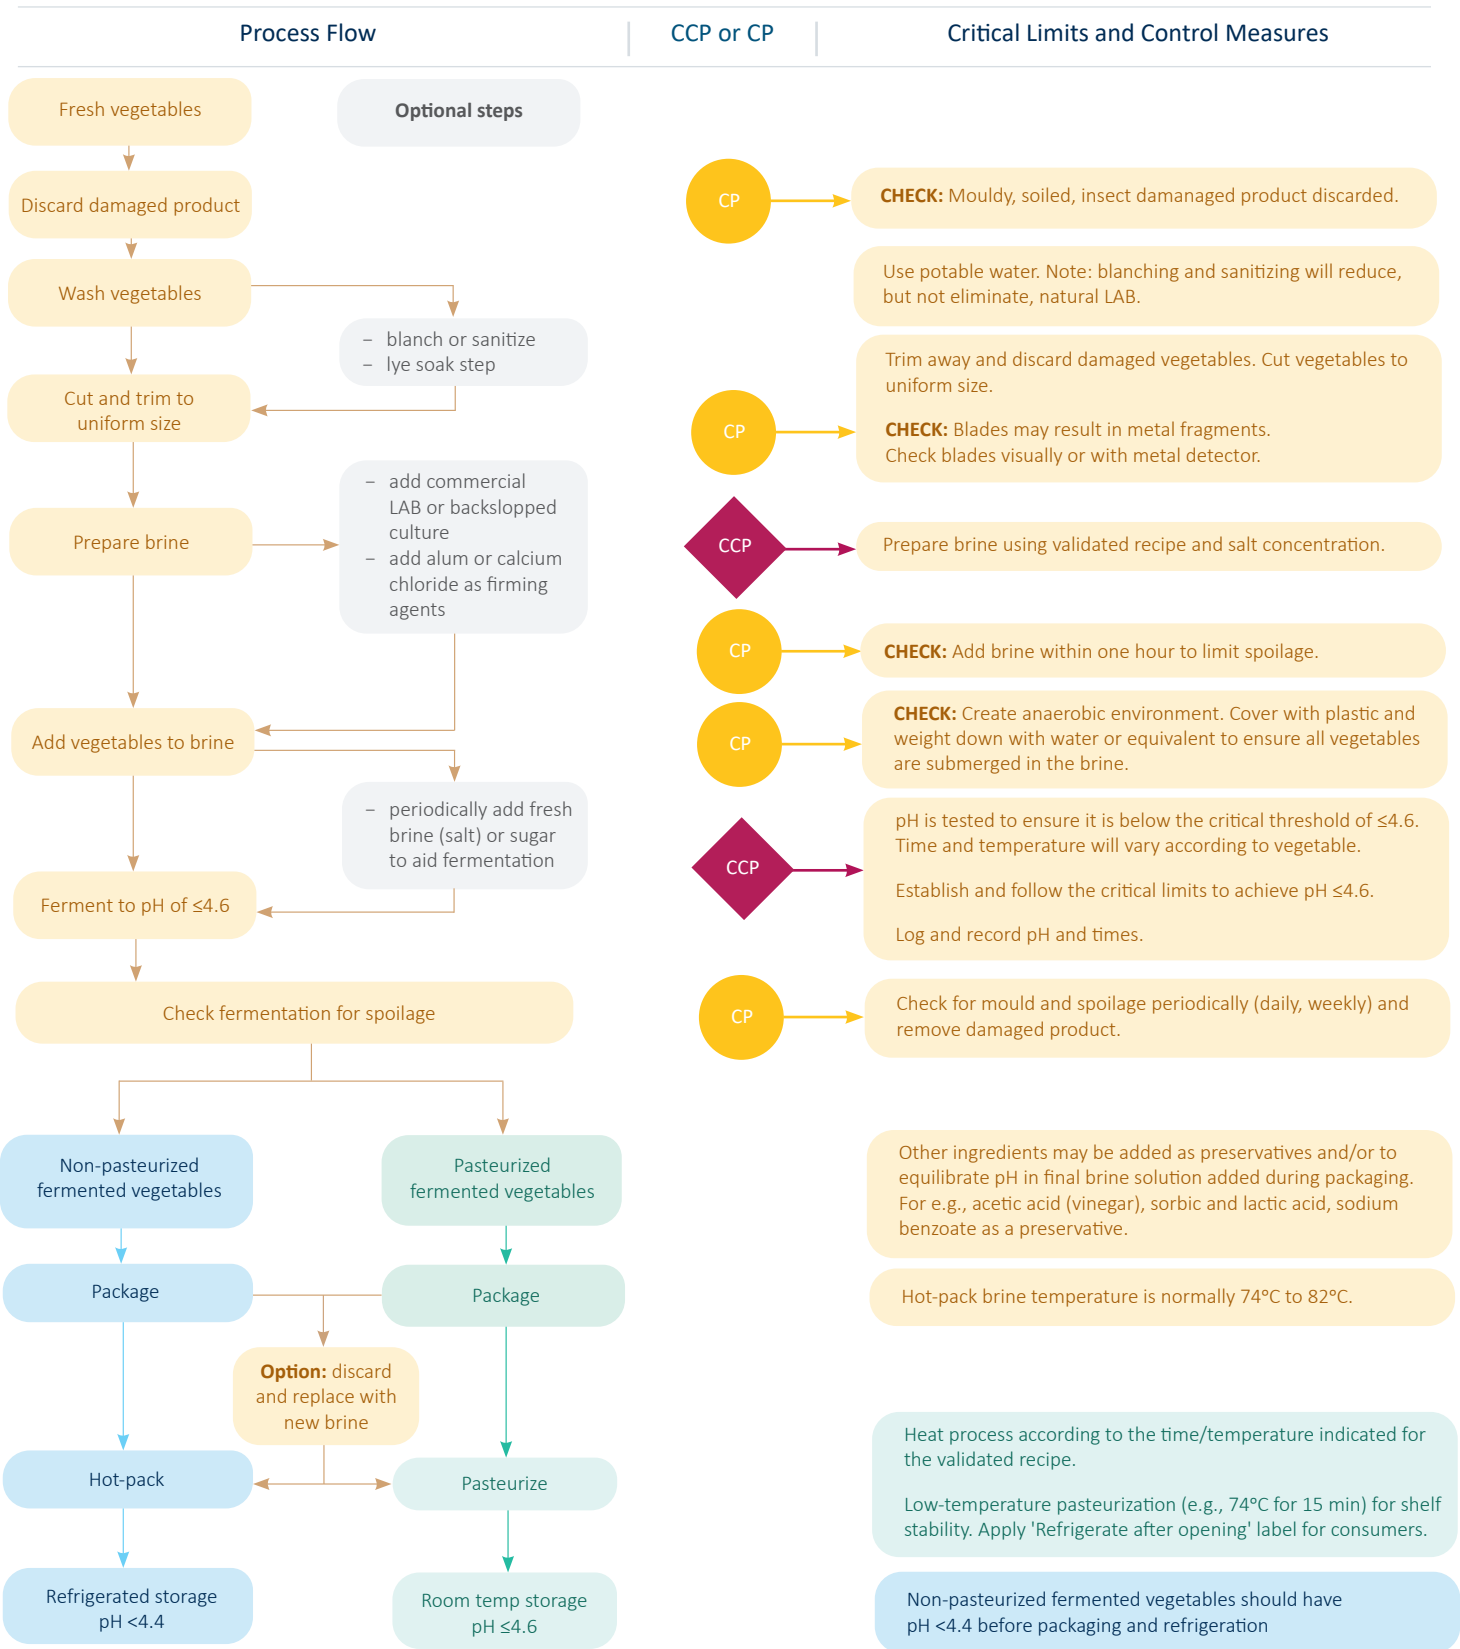 Process Flow
CCP or CP
Critical Limits and Control Measures
Fresh vegetables
Optional steps
Discard damaged product
CP
CHECK: Mouldy, soiled, insect damanaged product discarded.
Wash vegetables
Use potable water. Note: blanching and sanitizing will reduce,
but not eliminate, natural LAB.
– blanch or sanitize
– lye soak step
Cut and trim to
uniform size
CP
Trim away and discard damaged vegetables. Cut vegetables to
uniform size.
CHECK: Blades may result in metal fragments.
Check blades visually or with metal detector.
Prepare brine
– add commercial
LAB or backslopped
culture
– add alum or calcium
chloride as firming
agents
CCP
Prepare brine using validated recipe and salt concentration.
CP
CHECK: Add brine within one hour to limit spoilage.
Add vegetables to brine
CP
CHECK: Create anaerobic environment. Cover with plastic and
weight down with water or equivalent to ensure all vegetables
are submerged in the brine.
– periodically add fresh
brine (salt) or sugar
to aid fermentation
Ferment to pH of ≤4.6
CCP
pH is tested to ensure it is below the critical threshold of ≤4.6.
Time and temperature will vary according to vegetable.
Establish and follow the critical limits to achieve pH ≤4.6.
Log and record pH and times.
Check fermentation for spoilage
CP
Check for mould and spoilage periodically (daily, weekly) and
remove damaged product.
Non-pasteurized
fermented vegetables
Pasteurized
fermented vegetables
Other ingredients may be added as preservatives and/or to
equilibrate pH in final brine solution added during packaging.
For e.g., acetic acid (vinegar), sorbic and lactic acid, sodium
benzoate as a preservative.
Package
Package
Hot-pack brine temperature is normally 74°C to 82°C.
Option: discard
and replace with
new brine
Hot-pack
Pasteurize
Heat process according to the time/temperature indicated for
the validated recipe.
Low-temperature pasteurization (e.g., 74°C for 15 min) for shelf
stability. Apply 'Refrigerate after opening' label for consumers.
Refrigerated storage
pH <4.4
Room temp storage
pH ≤4.6
Non-pasteurized fermented vegetables should have
pH <4.4 before packaging and refrigeration